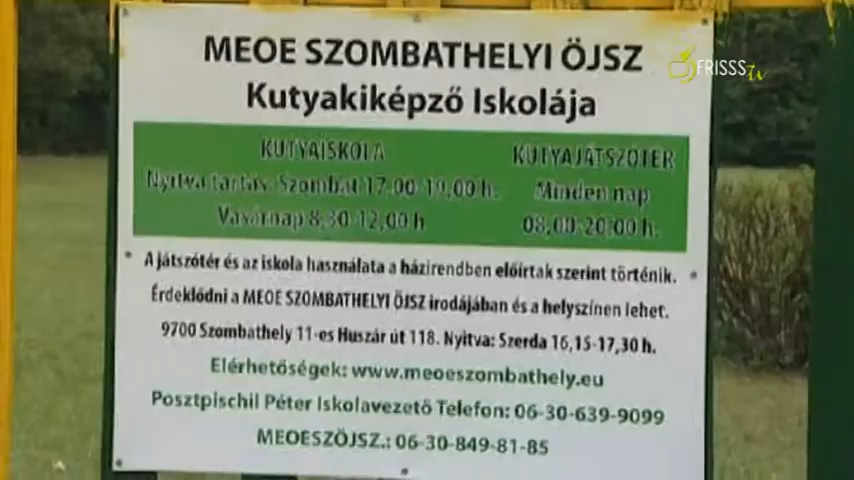 MEOE SZOMBATHELYI ÖJSZ
FRISSS tv
Kutyakiképző Iskolája
KUTYAISKOLA
KUTYAJÁTSZÓTÉR
Nyitva tartás: Szombat 17,00-19,00 h.
Minden nap
Vasárnap 8,30-12,00 h
08,00-20,00 h.
* A játszótér és az iskola használata a házirendben előírtak szerint történik. *
Érdeklődni a MEOE SZOMBATHELYI ÖJSZ irodájában és a helyszínen lehet.
9700 Szombathely 11-es Huszár út 118. Nyitva: Szerda 16,15-17,30 h.
Elérhetőségek: www.meoeszombathely.eu
Posztpischil Péter Iskolavezető Telefon: 06-30-639-9099
MEOESZÖJSZ.: 06-30-849-81-85